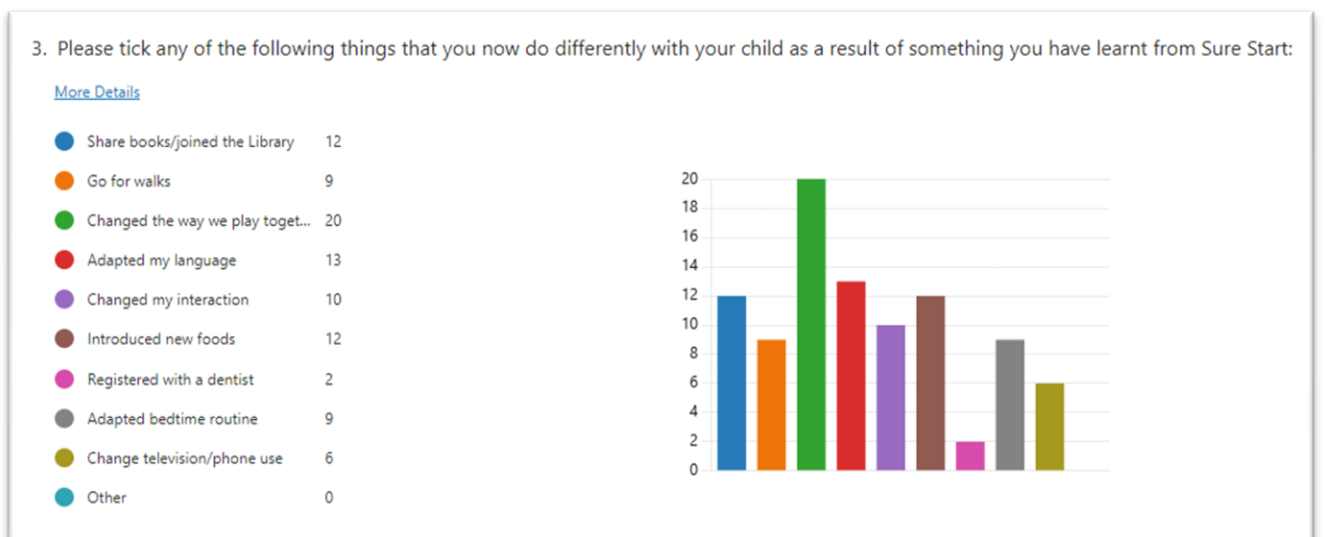 3. Please tick any of the following things that you now do differently with your child as a result of something you have learnt from Sure Start:
More Details
Share books/joined the Library 12
Go for walks 9
Changed the way we play toget... 20
Adapted my language 13
Changed my interaction 10
Introduced new foods 12
Registered with a dentist 2
Adapted bedtime routine 9
Change television/phone use 6
Other 0
20
18
16
14
12
10
8
6
4
2
0